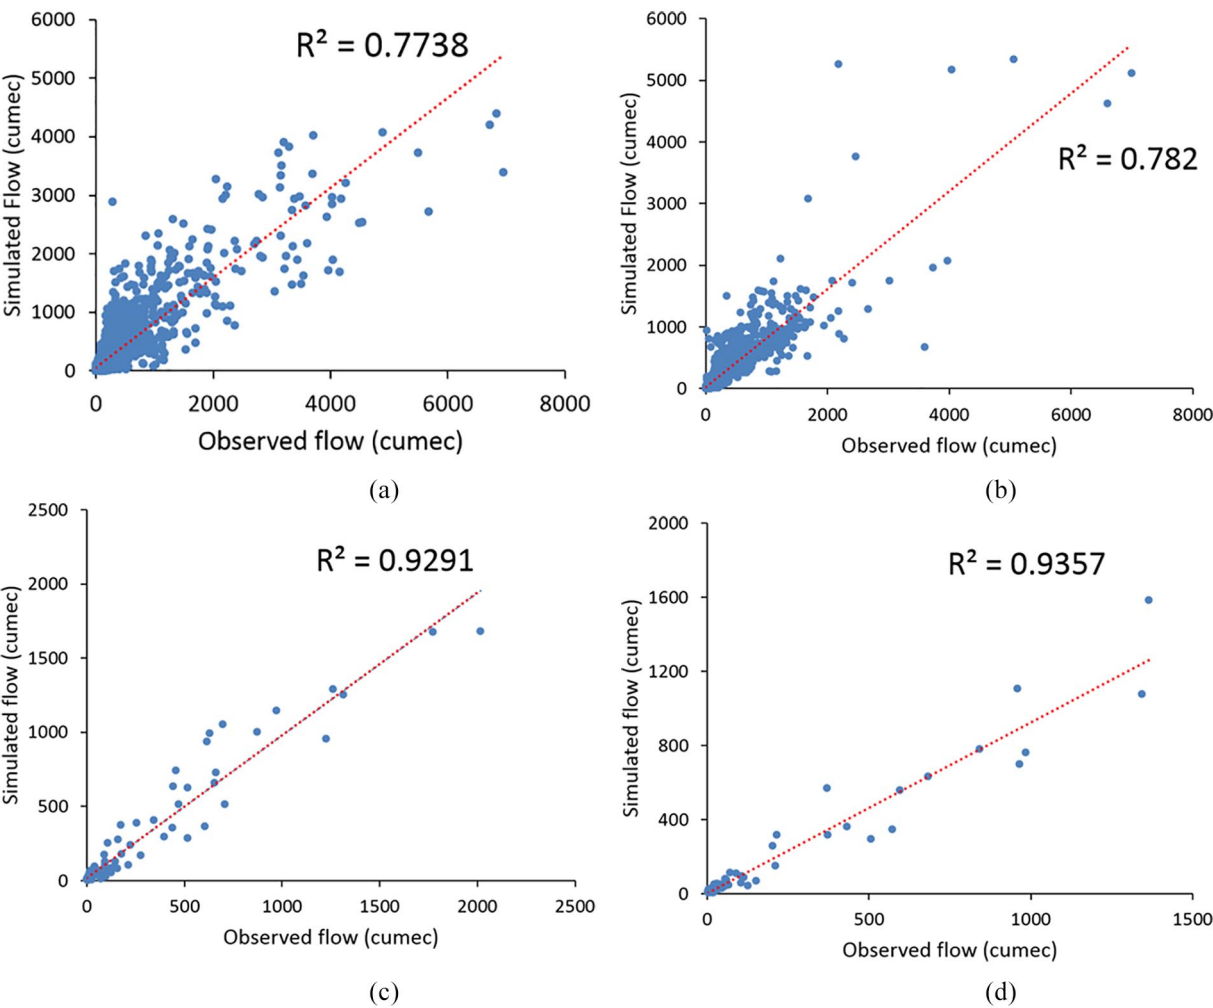 6000
5000
4000
3000
2000
1000
0
0 2000 4000 6000 8000
Simulated Flow (cumec)
Observed flow (cumec)
R² = 0.7738
(a)
6000
5000
4000
3000
2000
1000
0
0 2000 4000 6000 8000
Simulated Flow (cumec)
Observed flow (cumec)
R² = 0.782
(b)
2500
2000
1500
1000
500
0
0 500 1000 1500 2000 2500
Simulated flow (cumec)
Observed flow (cumec)
R² = 0.9291
(c)
2000
1600
1200
800
400
0
0 500 1000 1500
Simulated flow (cumec)
Observed flow (cumec)
R² = 0.9357
(d)